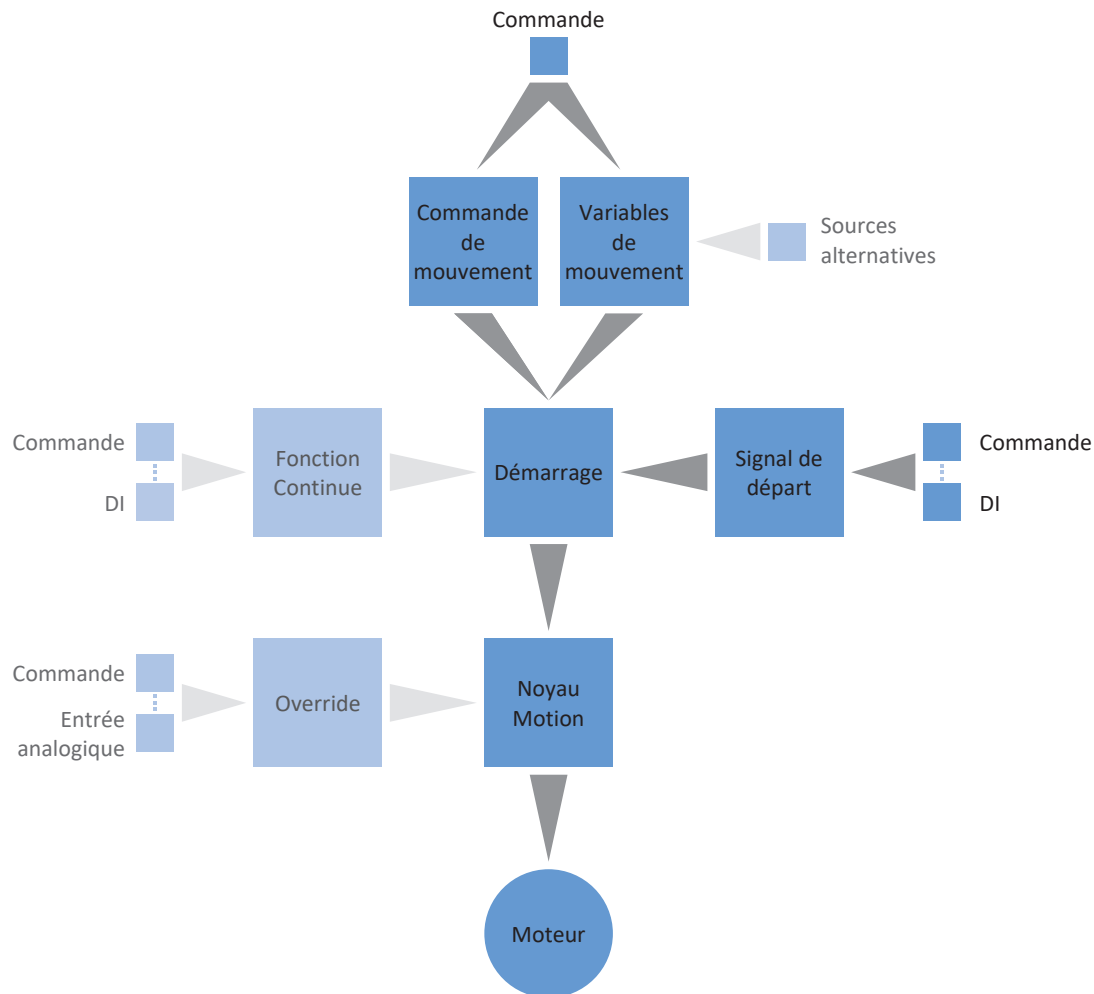 Commande
Commande
de
mouvement
Variables
de
mouvement
Sources
alternatives
Commande
DI
Fonction
Continue
Démarrage
Signal de
départ
Commande
DI
Commande
Entrée
analogique
Override
Noyau
Motion
Moteur